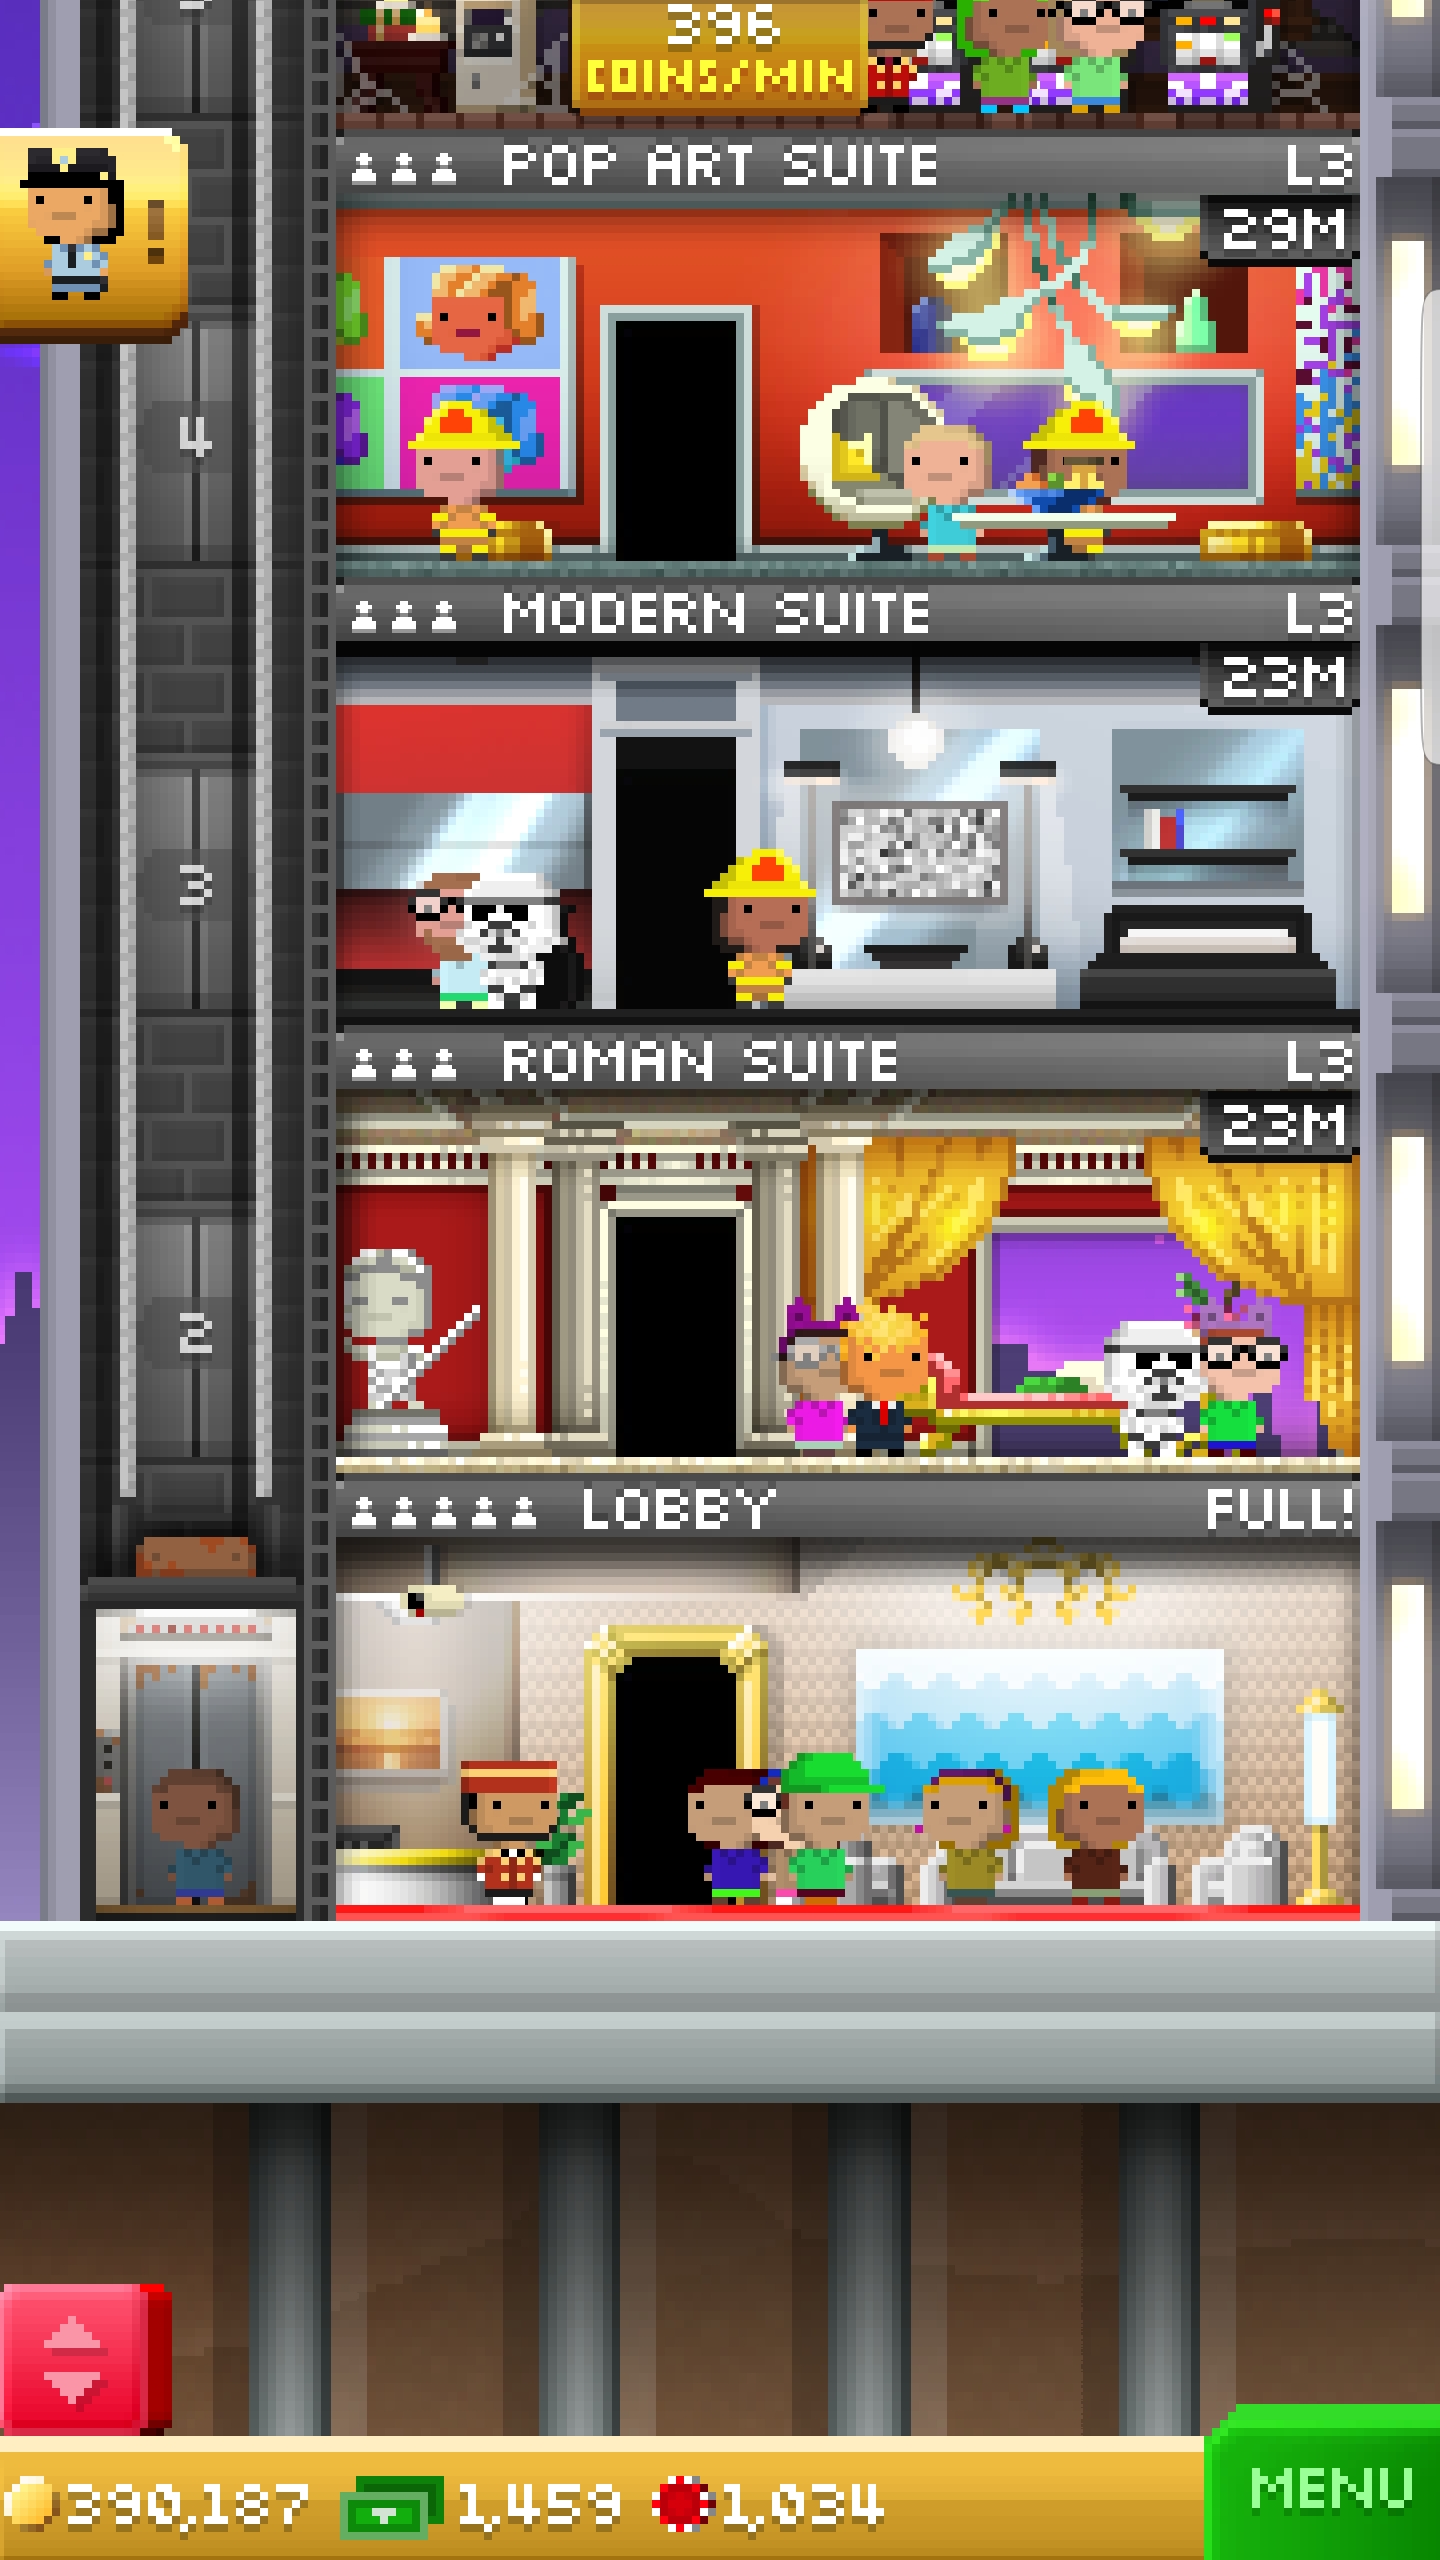 396
COINS/MIN
POP ART SUITE L3
29M
!
4
MODERN SUITE L3
23M
3
ROMAN SUITE L3
23M
2
LOBBY FULL!
390,187 1,459 1,034
MENU